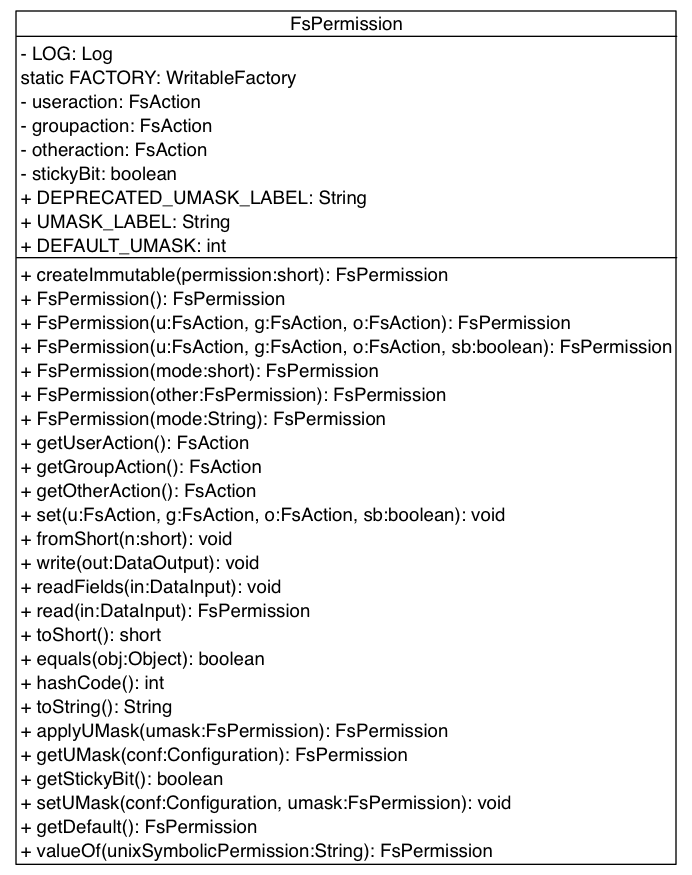 FsPermission
- LOG: Log
static FACTORY: WritableFactory
- useraction: FsAction
- groupaction: FsAction
- otheraction: FsAction
- stickyBit: boolean
+ DEPRECATED_UMASK_LABEL: String
+ UMASK_LABEL: String
+ DEFAULT_UMASK: int
+ createImmutable(permission:short): FsPermission
+ FsPermission(): FsPermission
+ FsPermission(u:FsAction, g:FsAction, o:FsAction): FsPermission
+ FsPermission(u:FsAction, g:FsAction, o:FsAction, sb:boolean): FsPermission
+ FsPermission(mode:short): FsPermission
+ FsPermission(other:FsPermission): FsPermission
+ FsPermission(mode:String): FsPermission
+ getUserAction(): FsAction
+ getGroupAction(): FsAction
+ getOtherAction(): FsAction
+ set(u:FsAction, g:FsAction, o:FsAction, sb:boolean): void
+ fromShort(n:short): void
+ write(out:DataOutput): void
+ readFields(in:DataInput): void
+ read(in:DataInput): FsPermission
+ toShort(): short
+ equals(obj:Object): boolean
+ hashCode(): int
+ toString(): String
+ applyUMask(umask:FsPermission): FsPermission
+ getUMask(conf:Configuration): FsPermission
+ getStickyBit(): boolean
+ setUMask(conf:Configuration, umask:FsPermission): void
+ getDefault(): FsPermission
+ valueOf(unixSymbolicPermission:String): FsPermission